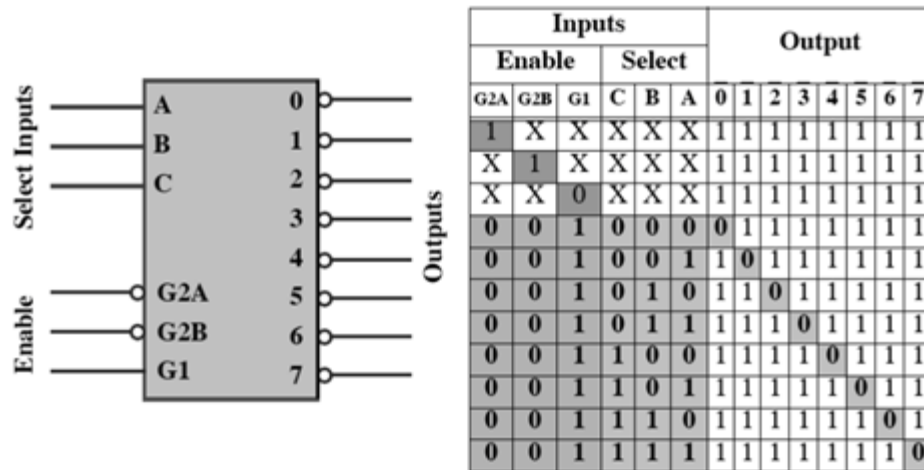 Select Inputs
Enable
A
B
C
G2A
G2B
G1
0
1
2
3
4
5
6
7
Outputs
Inputs
Output
Enable Select
G2A G2B G1 C B A 0 1 2 3 4 5 6 7
1 X X X X X 1 1 1 1 1 1 1 1
X 1 X X X X 1 1 1 1 1 1 1 1
X X 0 X X X 1 1 1 1 1 1 1 1
0 0 1 0 0 0 0 1 1 1 1 1 1 1
0 0 1 0 0 1 1 0 1 1 1 1 1 1
0 0 1 0 1 0 1 1 0 1 1 1 1 1
0 0 1 0 1 1 1 1 1 0 1 1 1 1
0 0 1 1 0 0 1 1 1 1 0 1 1 1
0 0 1 1 0 1 1 1 1 1 1 0 1 1
0 0 1 1 1 0 1 1 1 1 1 1 0 1
0 0 1 1 1 1 1 1 1 1 1 1 1 0